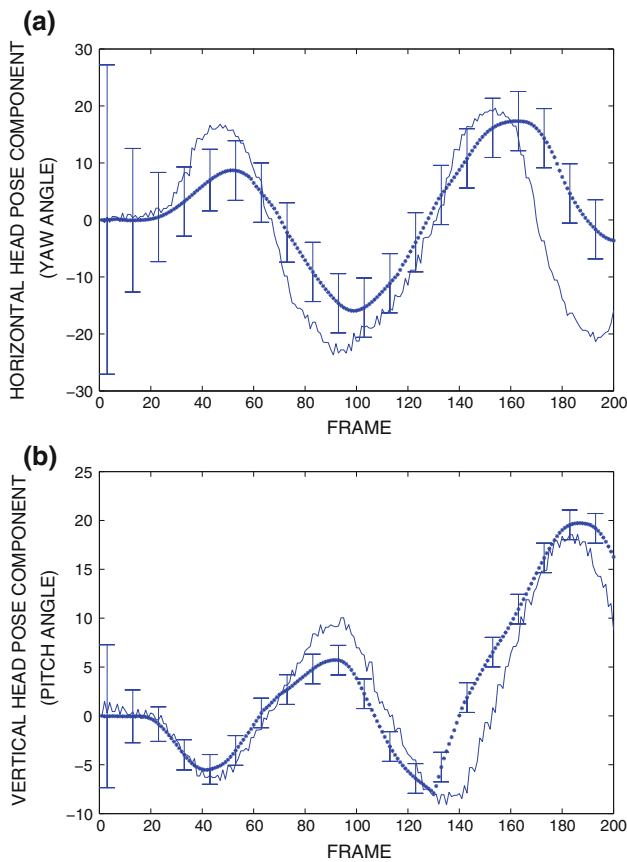 (a)
30
20
10
0
−10
−20
−30
0 20 40 60 80 100 120 140 160 180 200
HORIZONTAL HEAD POSE COMPONENT
(YAW ANGLE)
FRAME
(b)
25
20
15
10
5
0
−5
−10
0 20 40 60 80 100 120 140 160 180 200
VERTICAL HEAD POSE COMPONENT
(PITCH ANGLE)
FRAME